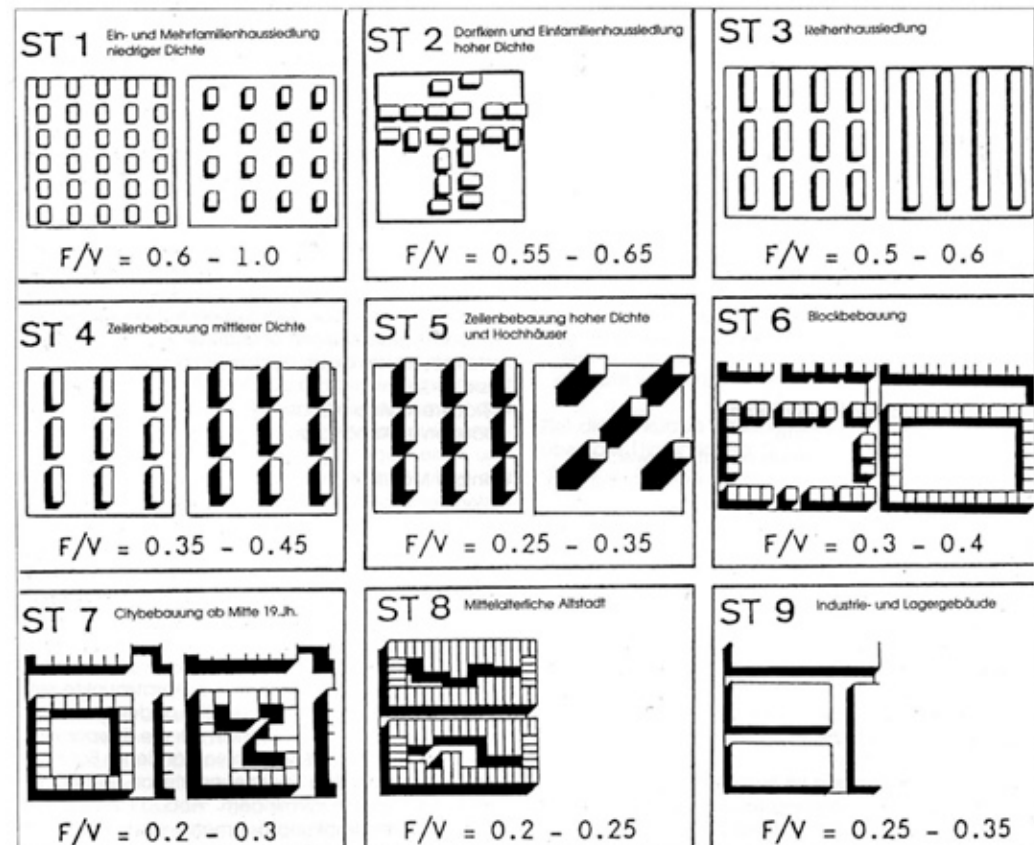 ST 1 Ein- und Mehrfamilienhaussiedlung
niedriger Dichte
F/V = 0.6 - 1.0
ST 2 Dorfkern und Einfamilienhaussiedlung
hoher Dichte
F/V = 0.55 - 0.65
ST 3 Reihenhaussiedlung
F/V = 0.5 - 0.6
ST 4 Zeilenbebauung mittlerer Dichte
F/V = 0.35 - 0.45
ST 5 Zeilenbebauung hoher Dichte
und Hochhäuser
F/V = 0.25 - 0.35
ST 6 Blockbebauung
F/V = 0.3 - 0.4
ST 7 Citybebauung ab Mitte 19.Jh.
F/V = 0.2 - 0.3
ST 8 Mittelalterliche Altstadt
F/V = 0.2 - 0.25
ST 9 Industrie- und Lagergebäude
F/V = 0.25 - 0.35